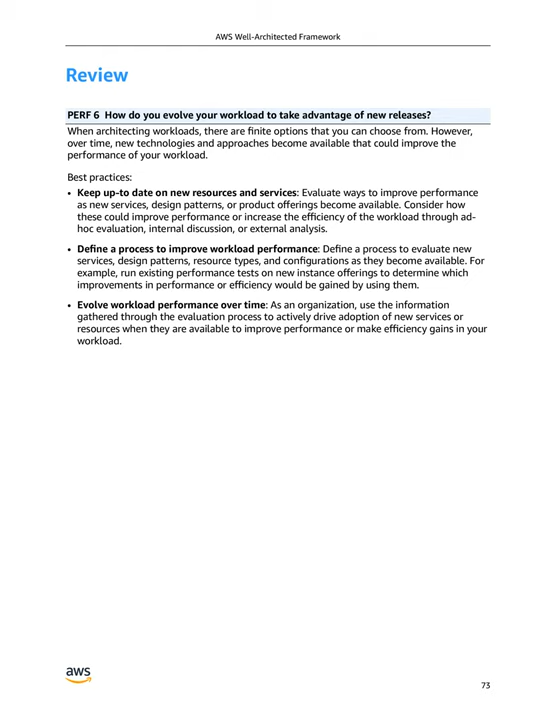 AWS Well-Architected Framework
Review
PERF 6 How do you evolve your workload to take advantage of new releases?
When architecting workloads, there are finite options that you can choose from. However,
over time, new technologies and approaches become available that could improve the
performance of your workload.
Best practices:
• Keep up-to date on new resources and services: Evaluate ways to improve performance
as new services, design patterns, or product offerings become available. Consider how
these could improve performance or increase the efficiency of the workload through ad-
hoc evaluation, internal discussion, or external analysis.
• Define a process to improve workload performance: Define a process to evaluate new
services, design patterns, resource types, and configurations as they become available. For
example, run existing performance tests on new instance offerings to determine which
improvements in performance or efficiency would be gained by using them.
• Evolve workload performance over time: As an organization, use the information
gathered through the evaluation process to actively drive adoption of new services or
resources when they are available to improve performance or make efficiency gains in your
workload.
aws
73